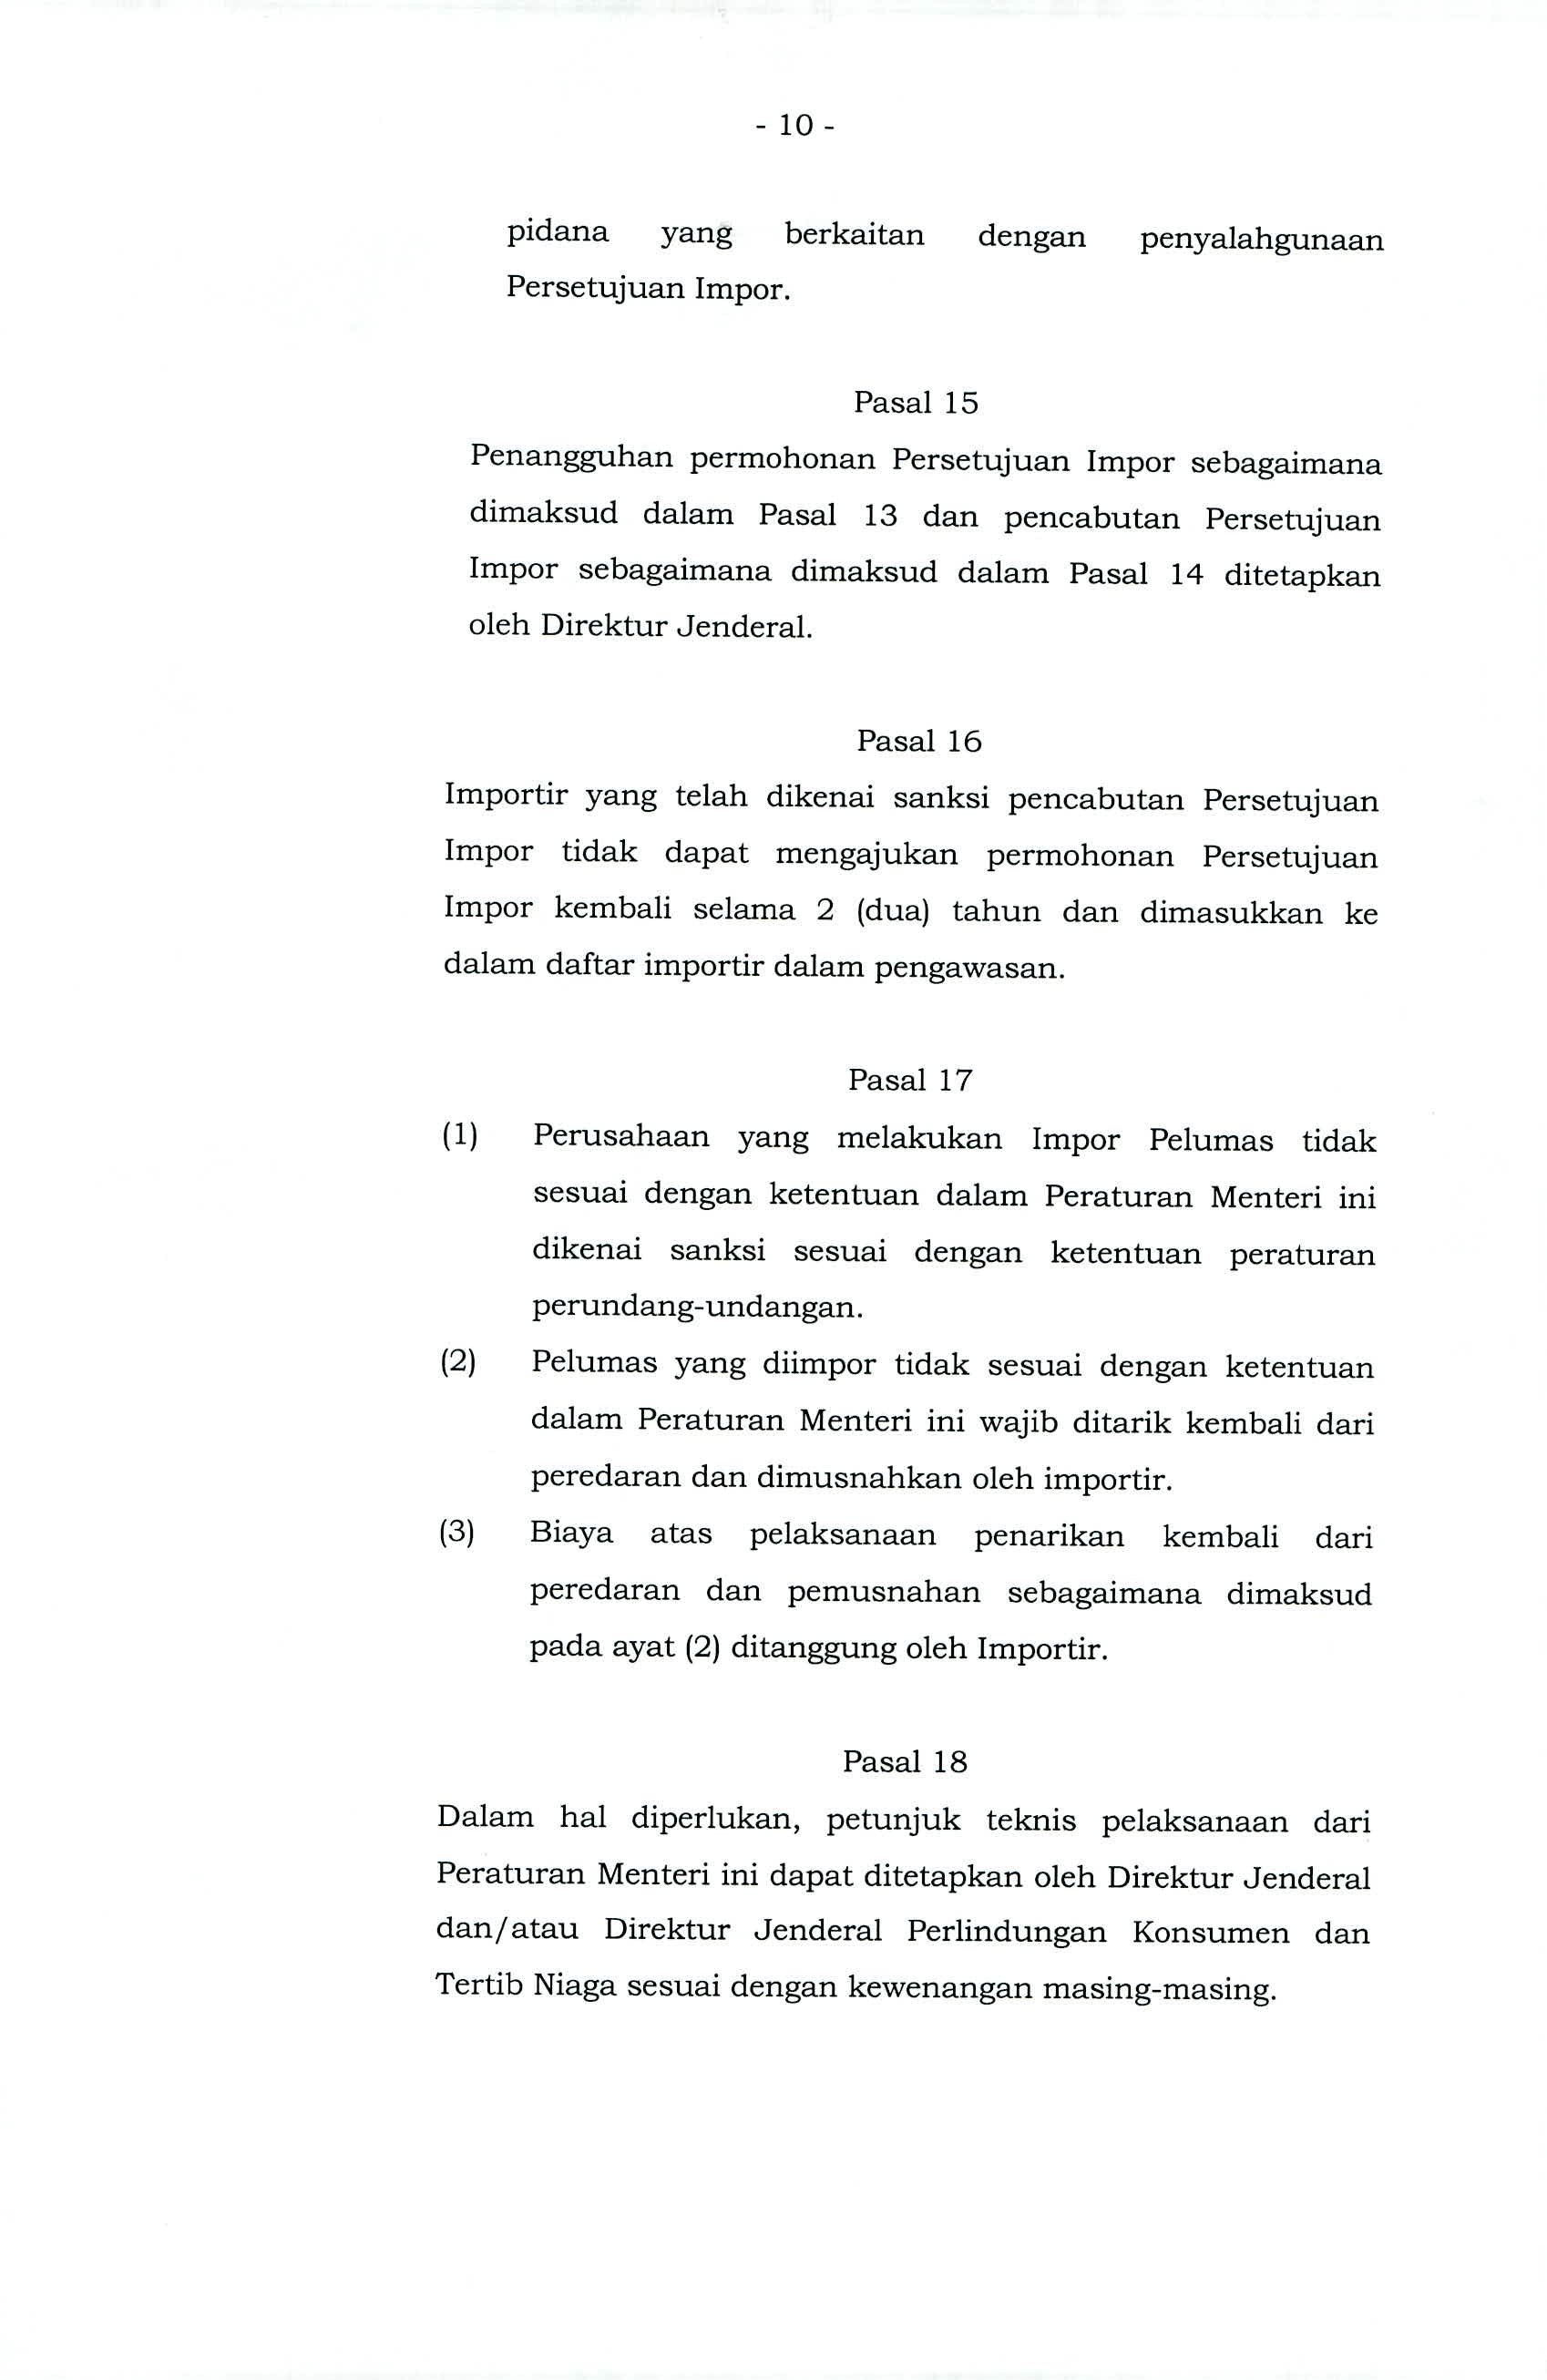 - 10 -
pidana yang berkaitan dengan penyalahgunaan
Persetujuan Impor.
Pasal 15
Penangguhan permohonan Persetujuan Impor sebagaimana
dimaksud dalam Pasal 13 dan pencabutan Persetujuan
Impor sebagaimana dimaksud dalam Pasal 14 ditetapkan
oleh Direktur Jenderal.
Pasal 16
Importir yang telah dikenai sanksi pencabutan Persetujuan
Impor tidak dapat mengajukan permohonan Persetujuan
Impor kembali selama 2 (dua) tahun dan dimasukkan ke
dalam daftar importir dalam pengawasan.
Pasal 17
(1) Perusahaan yang melakukan Impor Pelumas tidak
sesuai dengan ketentuan dalam Peraturan Menteri ini
dikenai sanksi sesuai dengan ketentuan peraturan
perundang-undangan.
(2) Pelumas yang diimpor tidak sesuai dengan ketentuan
dalam Peraturan Menteri ini wajib ditarik kembali dari
peredaran dan dimusnahkan oleh importir.
(3) Biaya atas pelaksanaan penarikan kembali dari
peredaran dan pemusnahan sebagaimana dimaksud
pada ayat (2) ditanggung oleh Importir.
Pasal 18
Dalam hal diperlukan, petunjuk teknis pelaksanaan dari
Peraturan Menteri ini dapat ditetapkan oleh Direktur Jenderal
dan/atau Direktur Jenderal Perlindungan Konsumen dan
Tertib Niaga sesuai dengan kewenangan masing-masing.